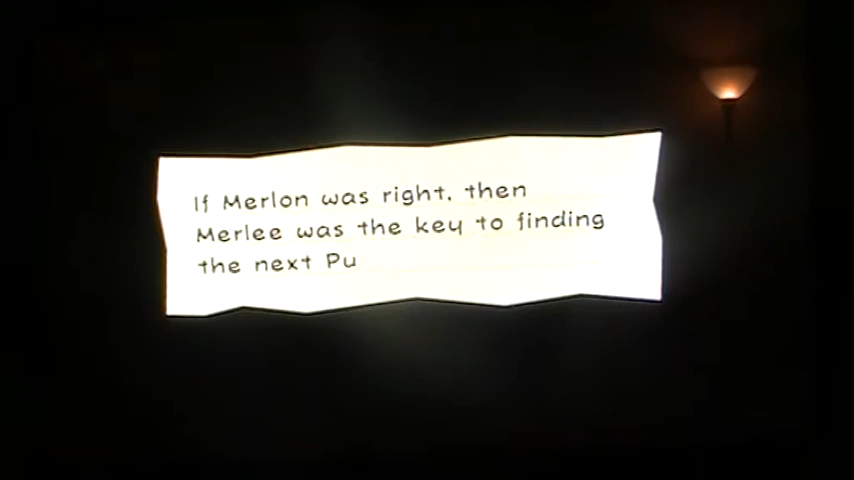 If Merlon was right, then
Merlee was the key to finding
the next Pu